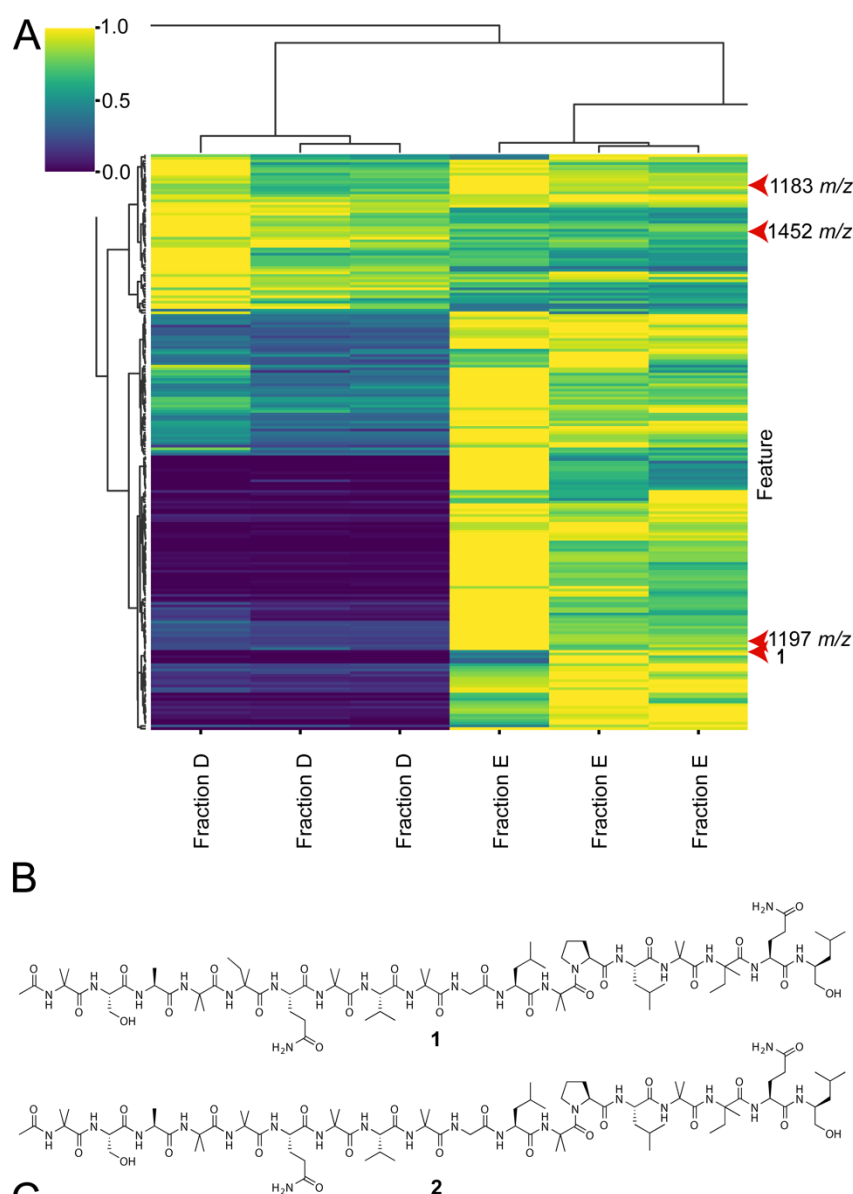 A
1.0
0.5
0.0
1183 m/z
1452 m/z
Feature
1197 m/z
1
Fraction D
Fraction D
Fraction D
Fraction E
Fraction E
Fraction E
B
H₂N O
O H N O H N O H N O H N O H N O N O H N O H N
N H O N H O N H O N H O N H O N H O N H O N H O OH
OH
H₂N O
1
H₂N O
O H N O H N O H N O H N O H N O N O H N O H N
N H O N H O N H O N H O N H O N H O N H O N H O OH
OH
H₂N O
2
C